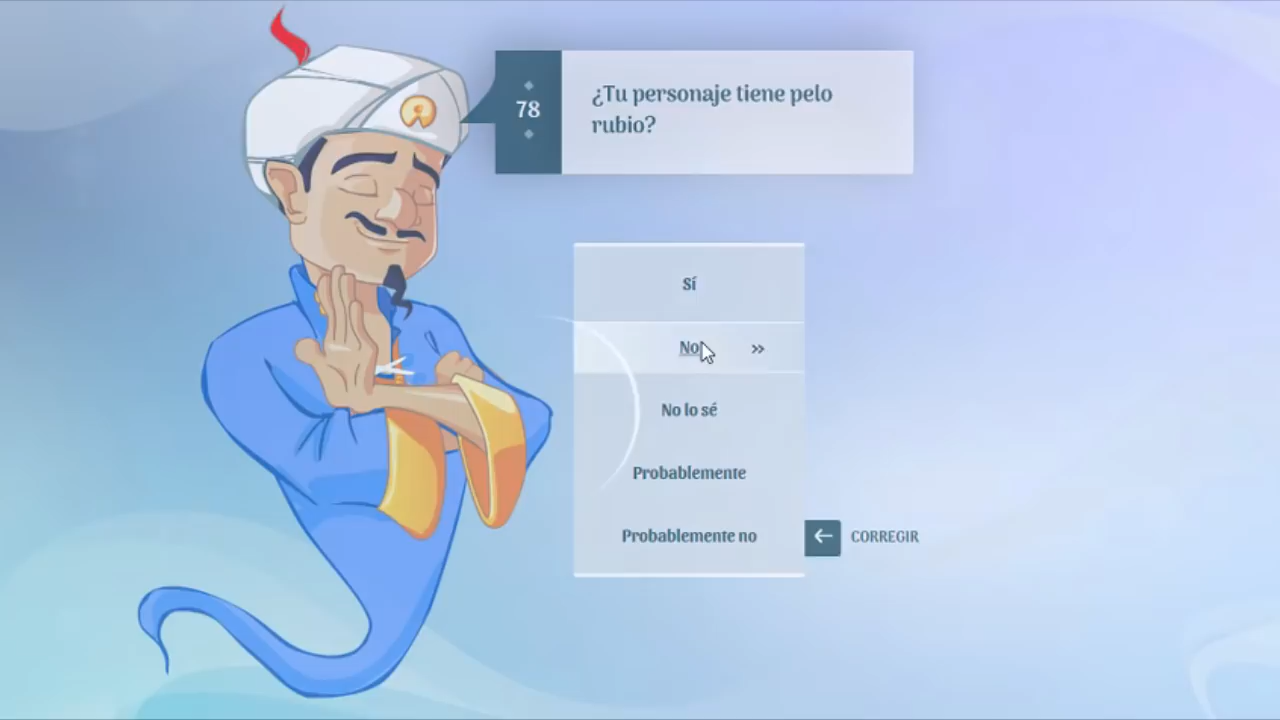 78
¿Tu personaje tiene pelo
rubio?
Sí
No »
No lo sé
Probablemente
Probablemente no
CORREGIR